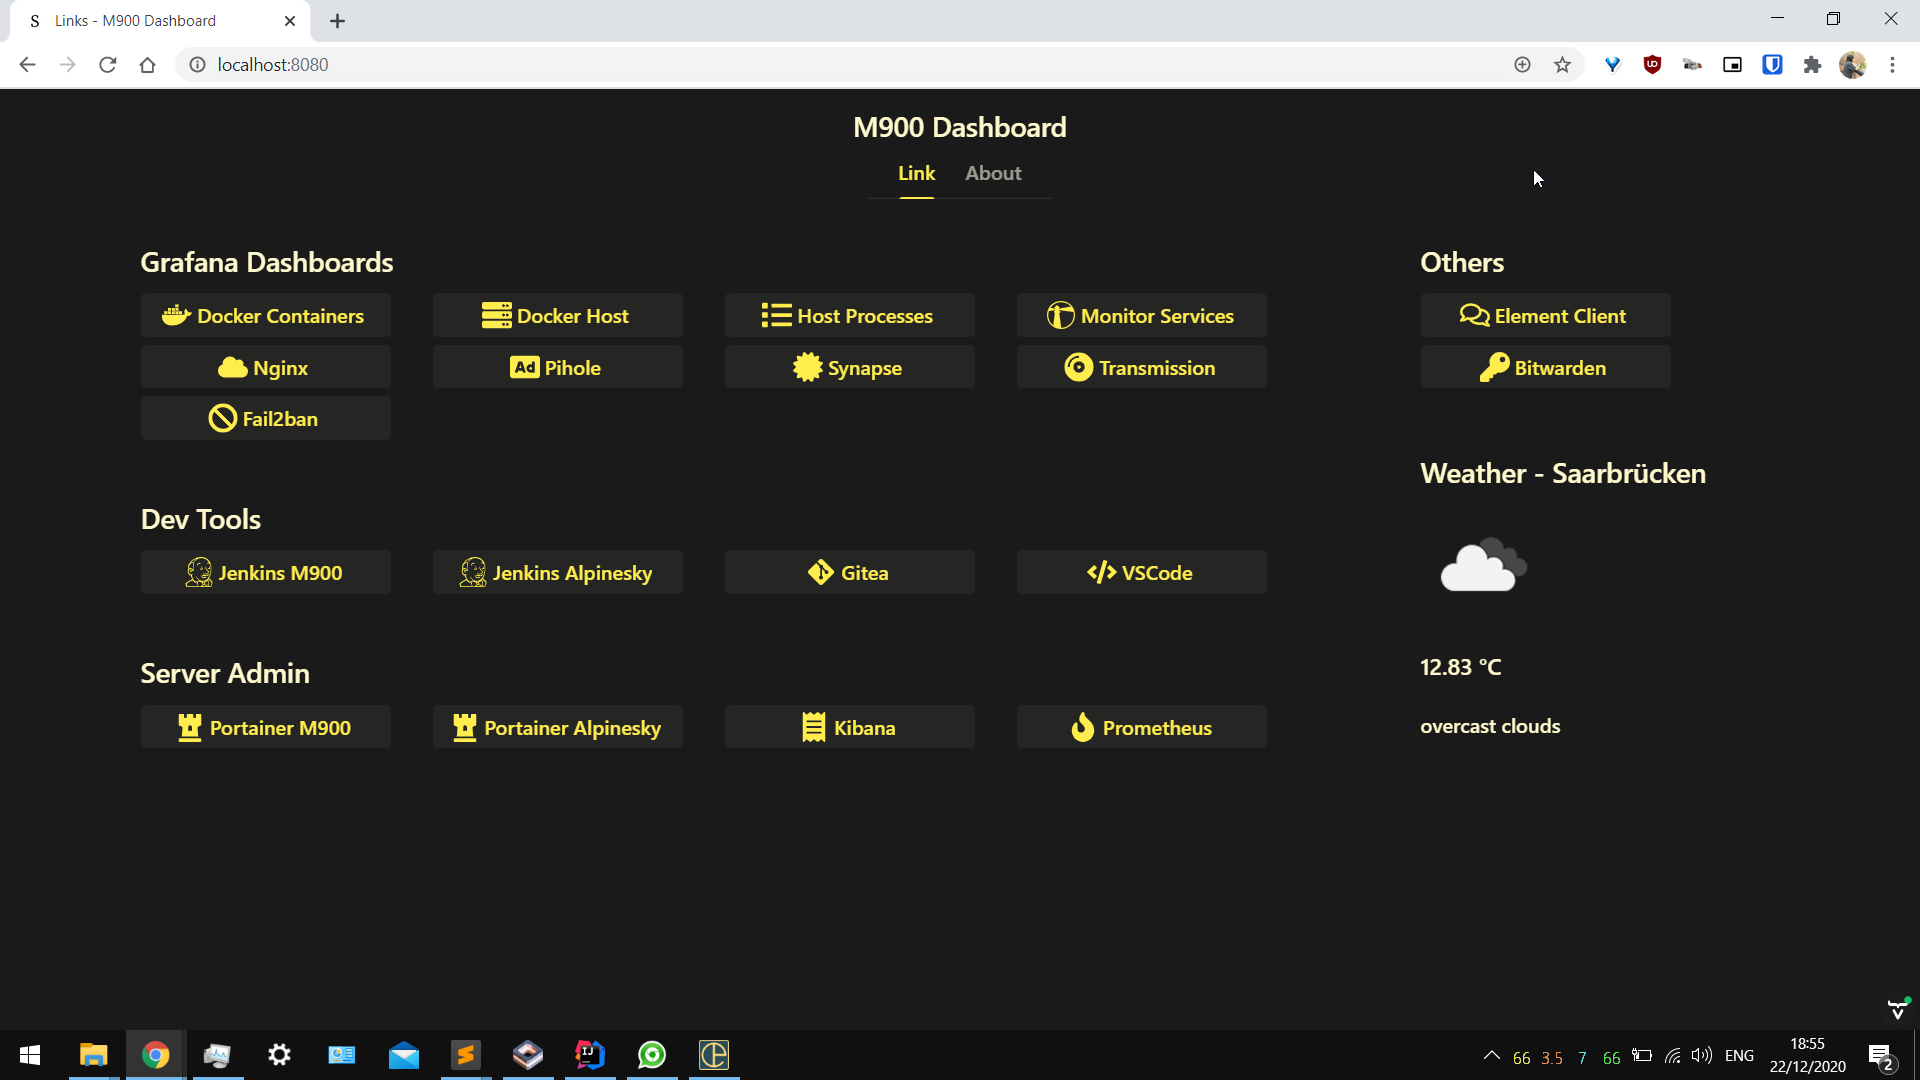 S Links - M900 Dashboard
localhost:8080
M900 Dashboard
Link About
Grafana Dashboards
Docker Containers Docker Host Host Processes Monitor Services
Nginx Ad Pihole Synapse Transmission
Fail2ban
Dev Tools
Jenkins M900 Jenkins Alpinesky Gitea </> VSCode
Server Admin
Portainer M900 Portainer Alpinesky Kibana Prometheus
Others
Element Client
Bitwarden
Weather - Saarbrücken
12.83 °C
overcast clouds
IJ
66 3.5 7 66 ENG
18:55
22/12/2020
2